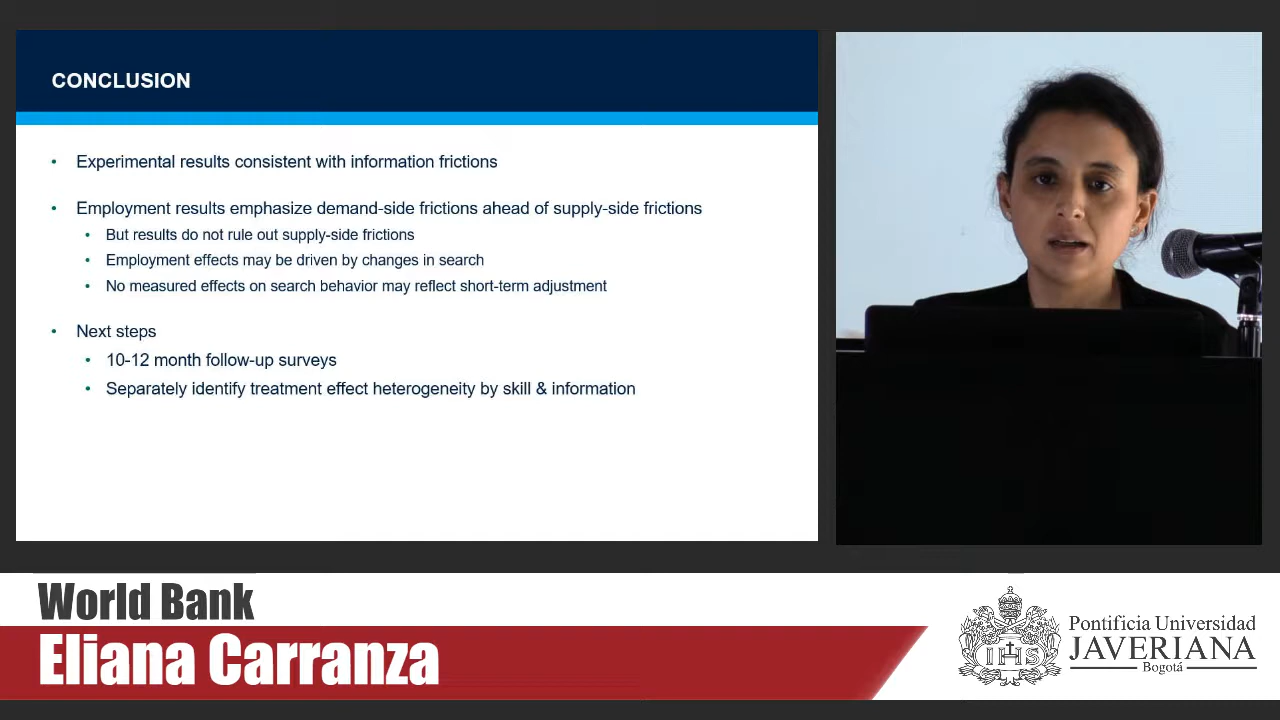 CONCLUSION
• Experimental results consistent with information frictions
• Employment results emphasize demand-side frictions ahead of supply-side frictions
• But results do not rule out supply-side frictions
• Employment effects may be driven by changes in search
• No measured effects on search behavior may reflect short-term adjustment
• Next steps
• 10-12 month follow-up surveys
• Separately identify treatment effect heterogeneity by skill & information
World Bank
Eliana Carranza
IHS
Pontificia Universidad
JAVERIANA
Bogotá